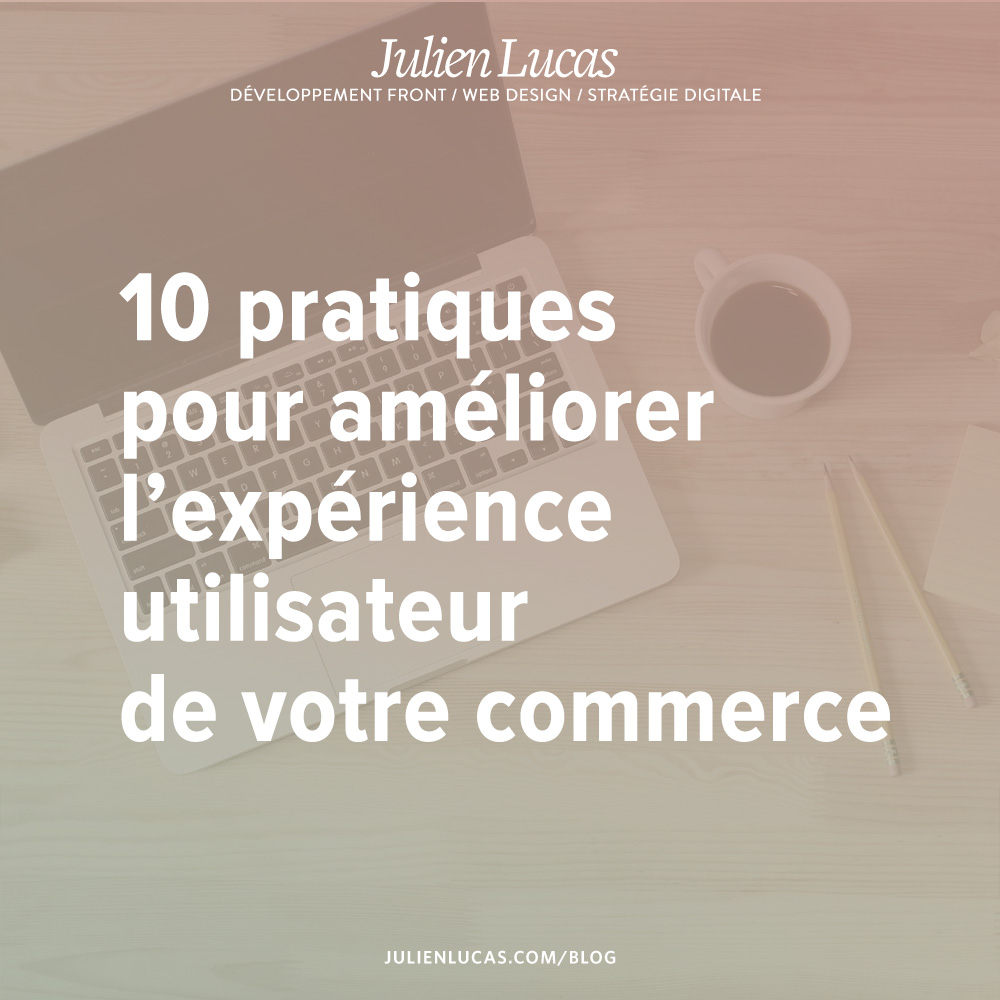 Julien Lucas
DÉVELOPPEMENT FRONT / WEB DESIGN / STRATÉGIE DIGITALE
10 pratiques
pour améliorer
l’expérience
utilisateur
de votre commerce
JULIENLUCAS.COM/BLOG